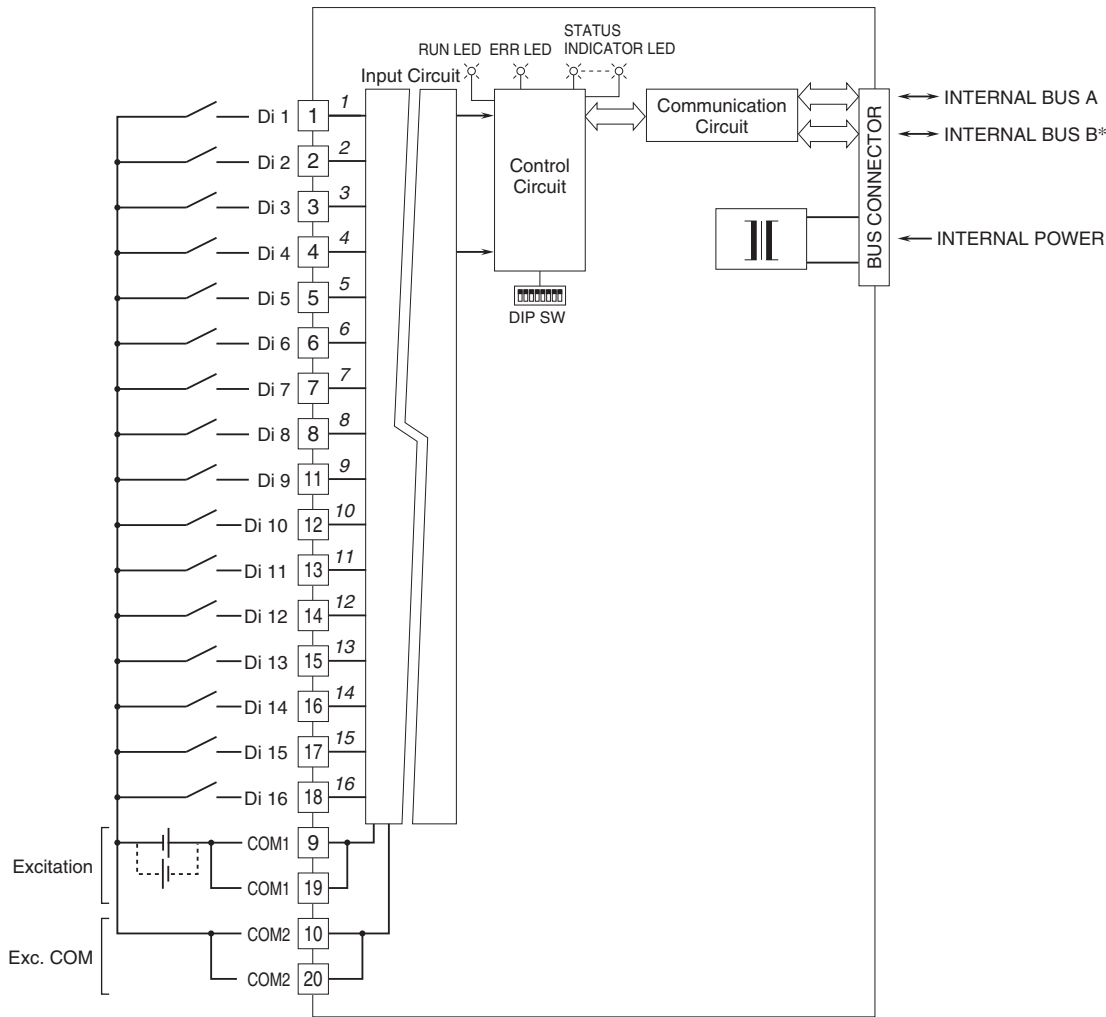 STATUS
RUN LED ERR LED INDICATOR LED
Input Circuit
Di 1 1 1
Di 2 2 2
Di 3 3 3
Di 4 4 4
Di 5 5 5
Di 6 6 6
Di 7 7 7
Di 8 8 8
Di 9 11 9
Di 10 12 10
Di 11 13 11
Di 12 14 12
Di 13 15 13
Di 14 16 14
Di 15 17 15
Di 16 18 16
Excitation
COM1 9
COM1 19
Exc. COM
COM2 10
COM2 20
Control
Circuit
DIP SW
Communication
Circuit
BUS CONNECTOR
INTERNAL BUS A
INTERNAL BUS B*
INTERNAL POWER